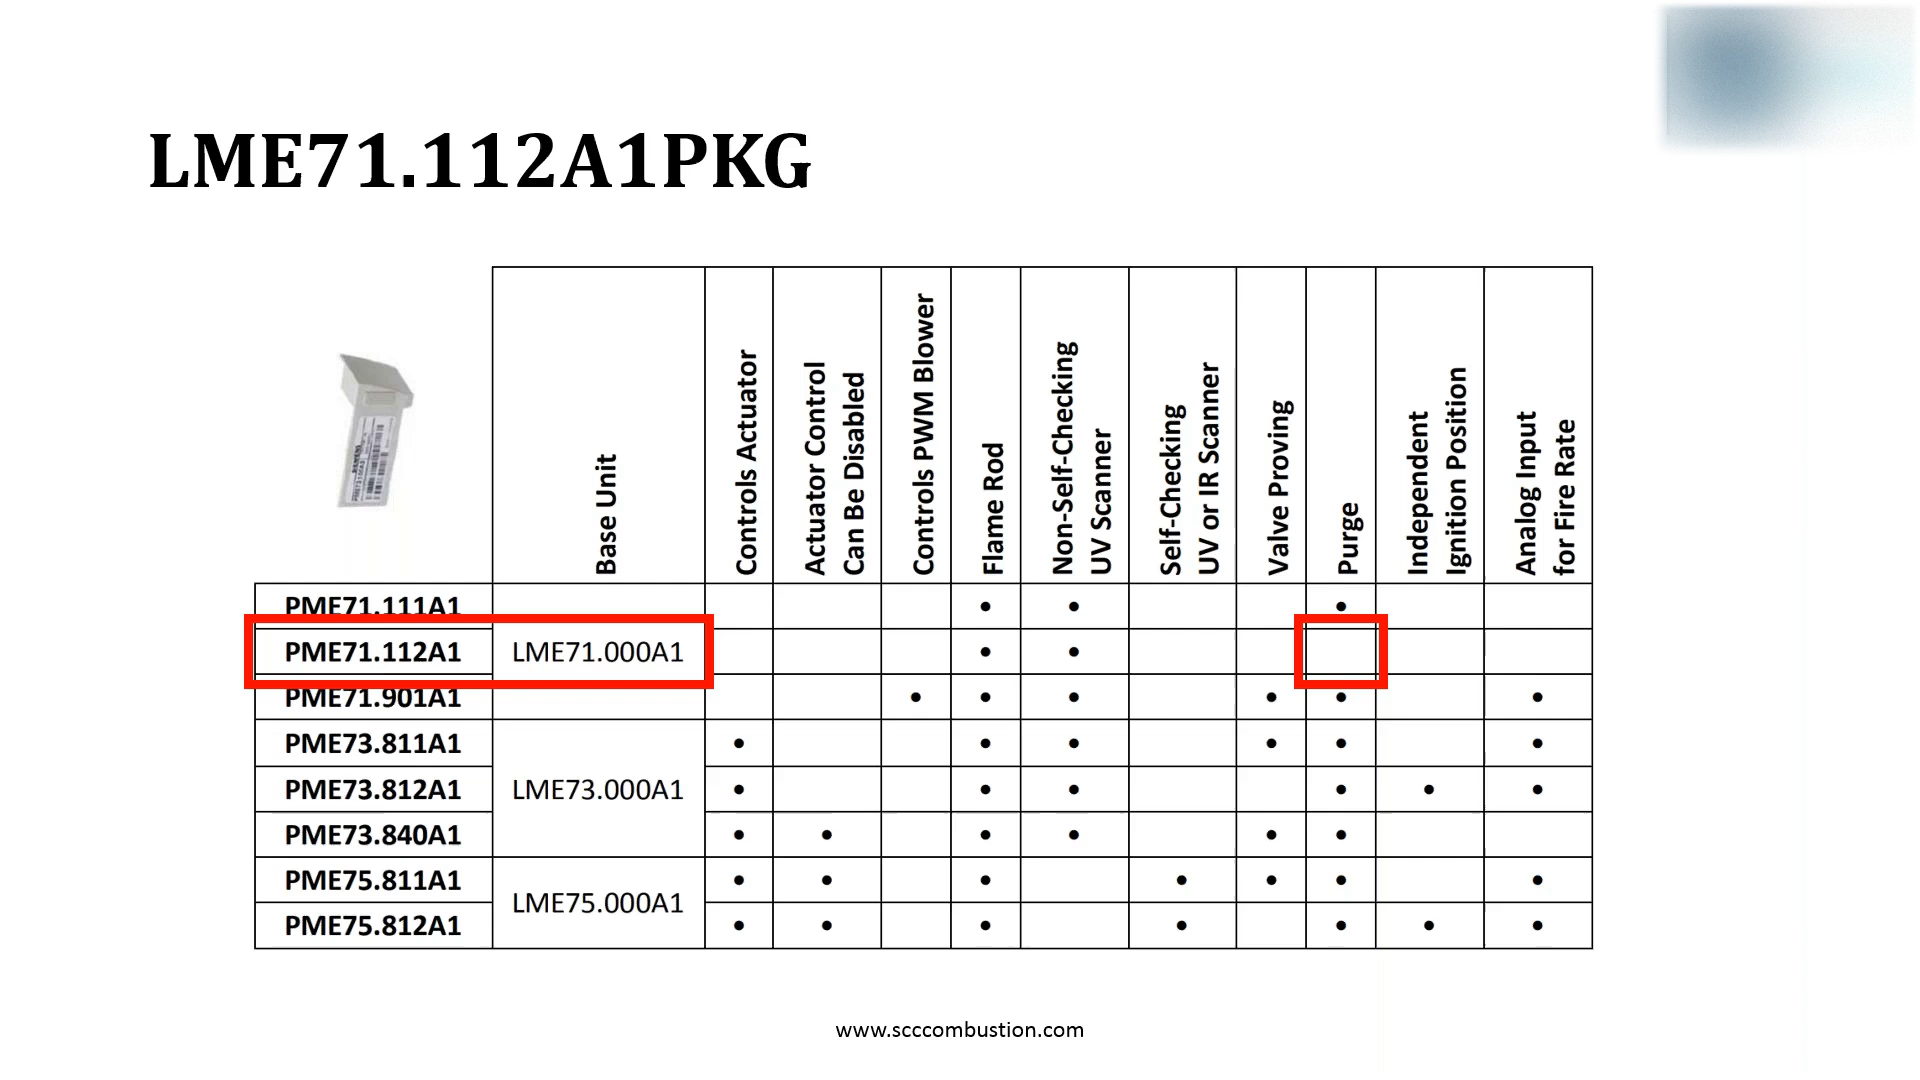 LME71.112A1PKG
Base Unit
Controls Actuator
Actuator Control
Can Be Disabled
Controls PWM Blower
Flame Rod
Non-Self-Checking
UV Scanner
Self-Checking
UV or IR Scanner
Valve Proving
Purge
Independent
Ignition Position
Analog Input
for Fire Rate
PME71.111A1 • • •
PME71.112A1 LME71.000A1 • •
PME71.901A1 • • • • • •
PME73.811A1 • • • • • •
PME73.812A1 LME73.000A1 • • • • • •
PME73.840A1 • • • • • •
PME75.811A1 • • • • • • •
LME75.000A1
PME75.812A1 • • • • • • •
www.scccombustion.com